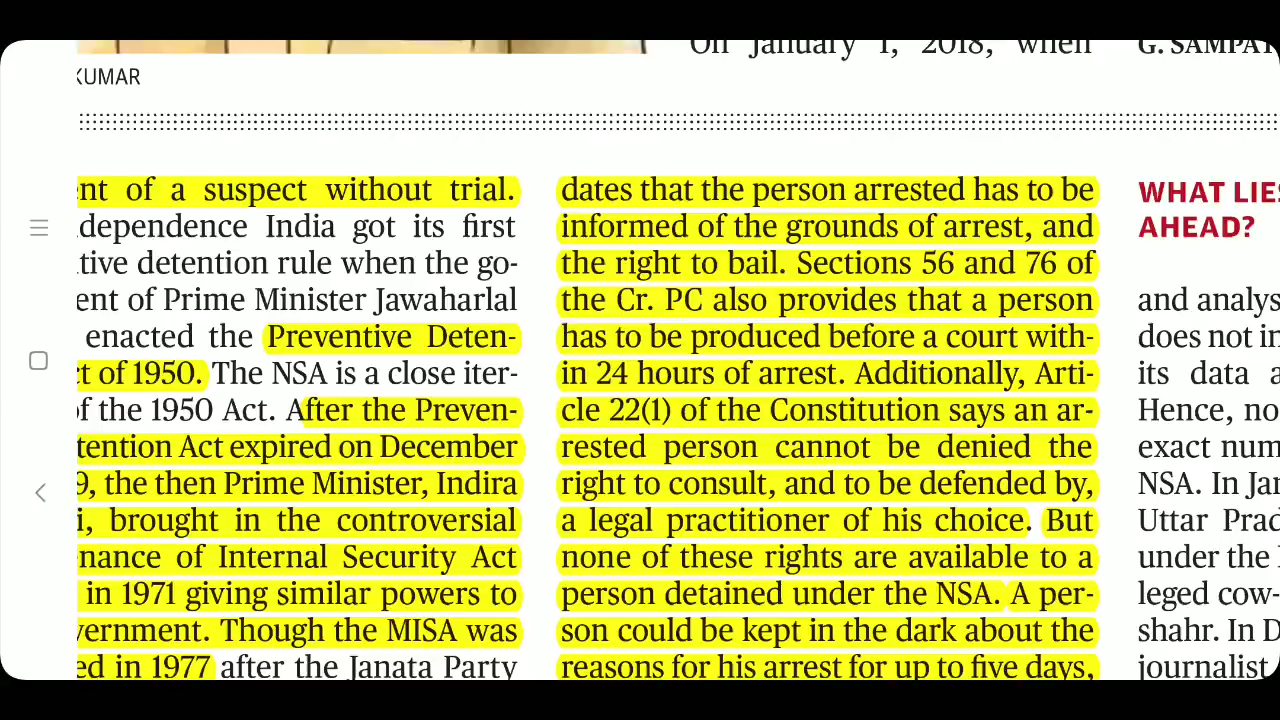 On January 1, 2018, when
G. SAMPAT
KUMAR
ent of a suspect without trial.
dependence India got its first
tive detention rule when the go-
ent of Prime Minister Jawaharlal
enacted the Preventive Deten-
ct of 1950. The NSA is a close iter-
of the 1950 Act. After the Preven-
tention Act expired on December
9, the then Prime Minister, Indira
i, brought in the controversial
nance of Internal Security Act
in 1971 giving similar powers to
vernment. Though the MISA was
ed in 1977 after the Janata Party
dates that the person arrested has to be
informed of the grounds of arrest, and
the right to bail. Sections 56 and 76 of
the Cr. PC also provides that a person
has to be produced before a court with-
in 24 hours of arrest. Additionally, Arti-
cle 22(1) of the Constitution says an ar-
rested person cannot be denied the
right to consult, and to be defended by,
a legal practitioner of his choice. But
none of these rights are available to a
person detained under the NSA. A per-
son could be kept in the dark about the
reasons for his arrest for up to five days,
WHAT LIES
AHEAD?
and analys
does not in
its data a
Hence, no
exact num
NSA. In Jan
Uttar Prad
under the
leged cow-
shahr. In D
journalist